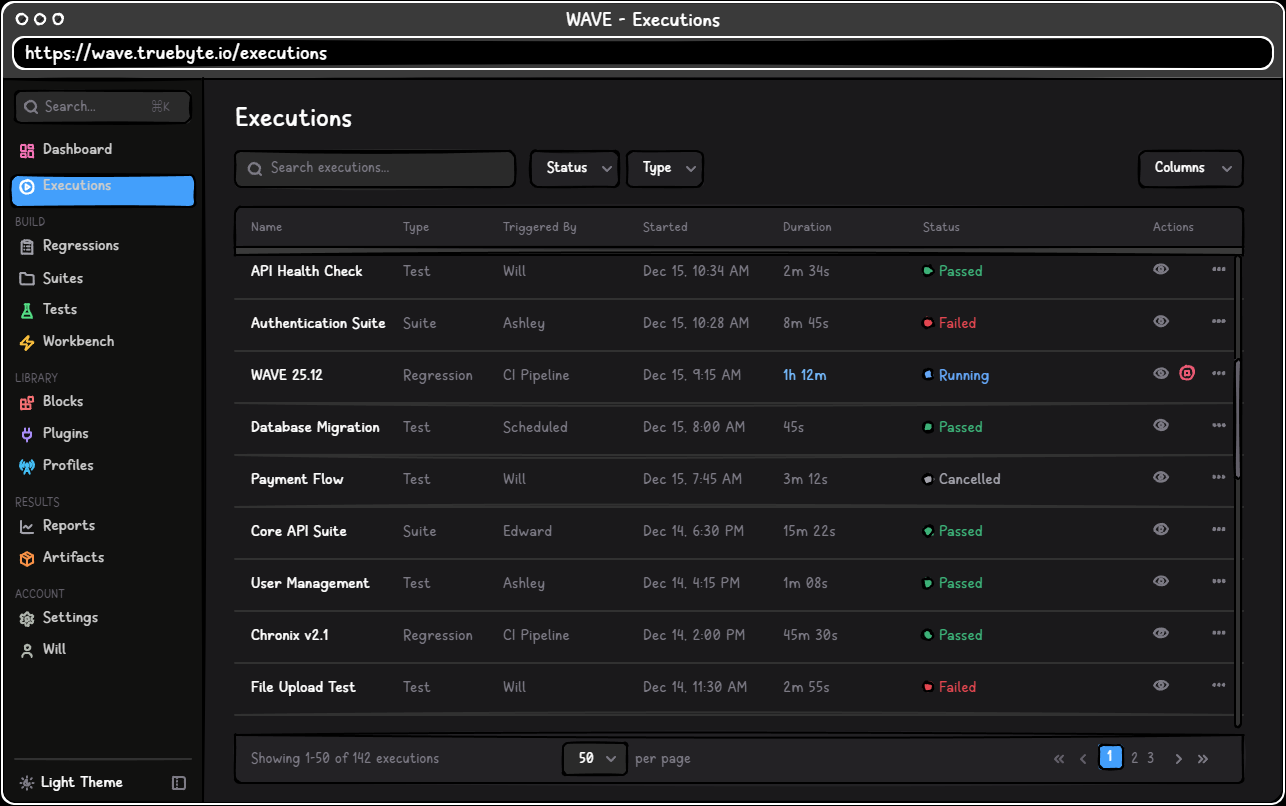 WAVE - Executions
https://wave.truebyte.io/executions
Search... ⌘K
Dashboard
Executions
BUILD
Regressions
Suites
Tests
Workbench
LIBRARY
Blocks
Plugins
Profiles
RESULTS
Reports
Artifacts
ACCOUNT
Settings
Will
Light Theme
Executions
Search executions... Status Type Columns
Name Type Triggered By Started Duration Status Actions
API Health Check Test Will Dec 15, 10:34 AM 2m 34s Passed
Authentication Suite Suite Ashley Dec 15, 10:28 AM 8m 45s Failed
WAVE 25.12 Regression CI Pipeline Dec 15, 9:15 AM 1h 12m Running
Database Migration Test Scheduled Dec 15, 8:00 AM 45s Passed
Payment Flow Test Will Dec 15, 7:45 AM 3m 12s Cancelled
Core API Suite Suite Edward Dec 14, 6:30 PM 15m 22s Passed
User Management Test Ashley Dec 14, 4:15 PM 1m 08s Passed
Chronix v2.1 Regression CI Pipeline Dec 14, 2:00 PM 45m 30s Passed
File Upload Test Test Will Dec 14, 11:30 AM 2m 55s Failed
Showing 1-50 of 142 executions 50 per page « ‹ 1 2 3 › »